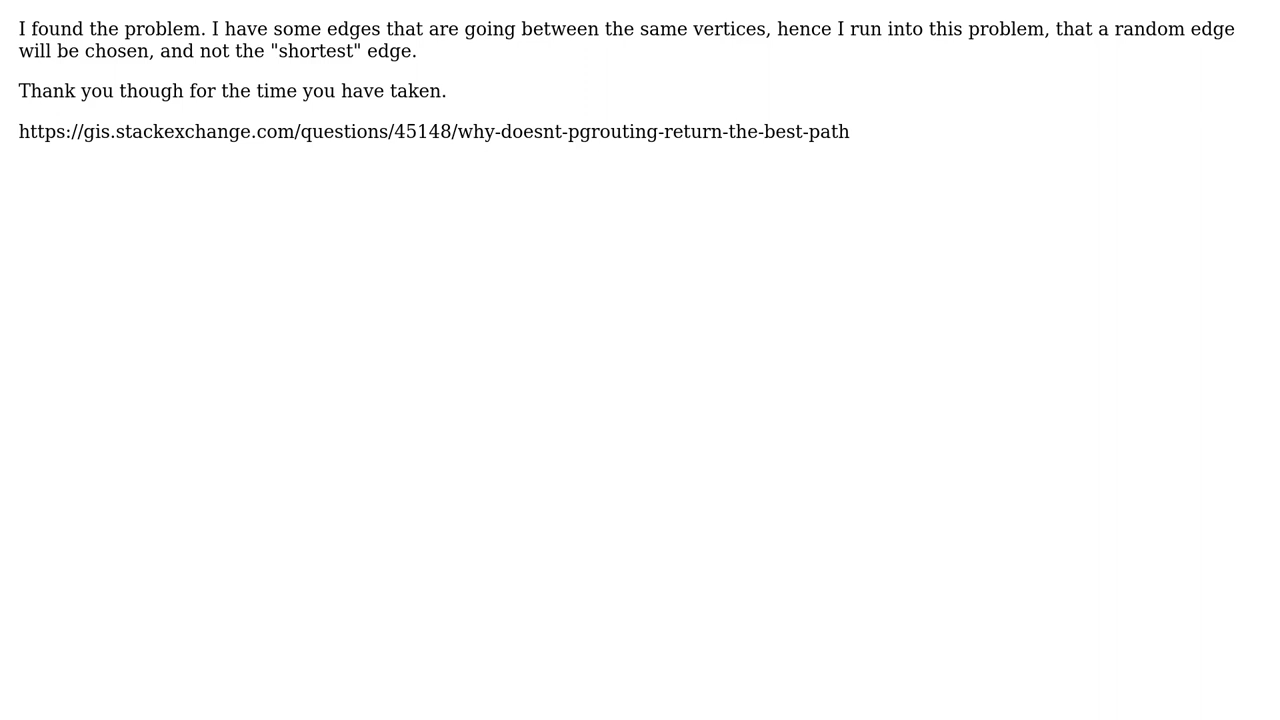 I found the problem. I have some edges that are going between the same vertices, hence I run into this problem, that a random edge
will be chosen, and not the "shortest" edge.
Thank you though for the time you have taken.
https://gis.stackexchange.com/questions/45148/why-doesnt-pgrouting-return-the-best-path